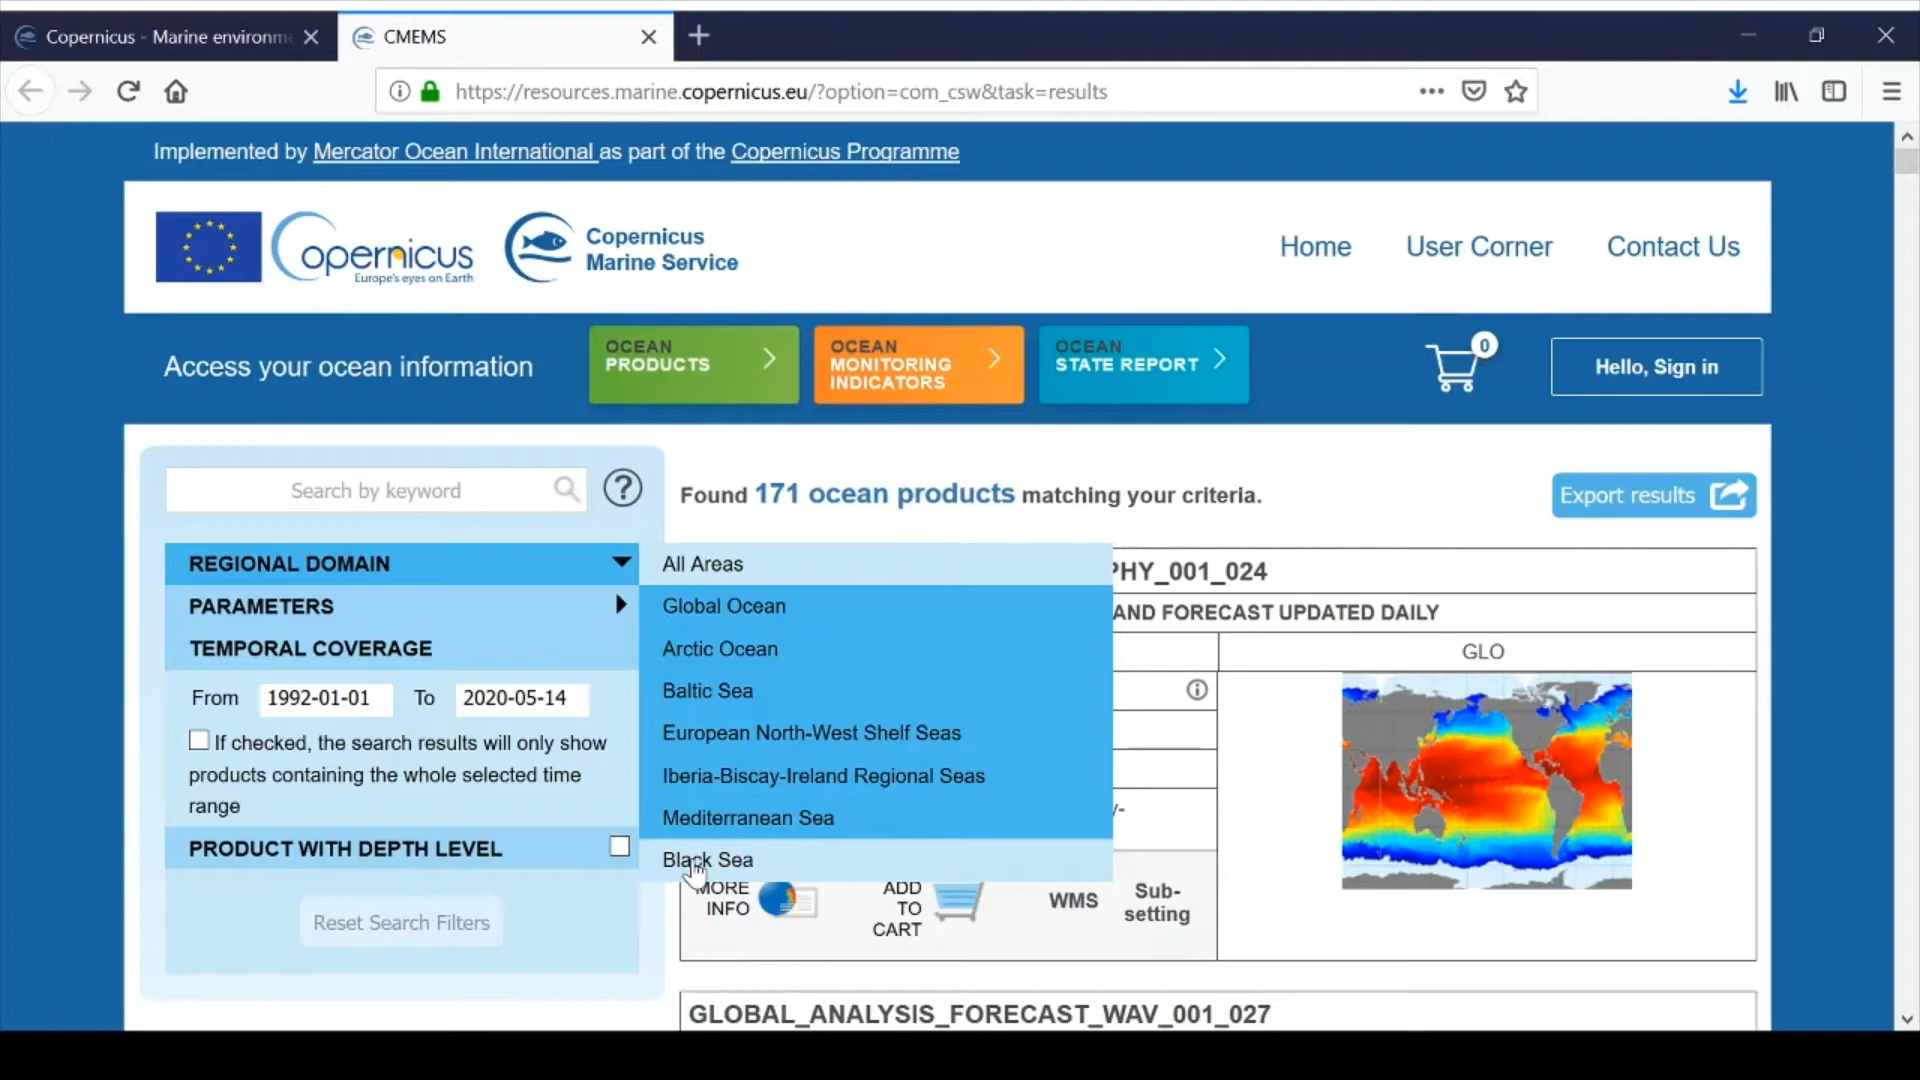 Copernicus - Marine environme
CMEMS
https://resources.marine.copernicus.eu/?option=com_csw&task=results
Implemented by Mercator Ocean International as part of the Copernicus Programme
opernicus
Europe's eyes on Earth
Copernicus
Marine Service
Home
User Corner
Contact Us
Access your ocean information
OCEAN
PRODUCTS
OCEAN
MONITORING
INDICATORS
OCEAN
STATE REPORT
0
Hello, Sign in
Search by keyword
?
Found 171 ocean products matching your criteria.
Export results
REGIONAL DOMAIN
PARAMETERS
TEMPORAL COVERAGE
From 1992-01-01 To 2020-05-14
If checked, the search results will only show
products containing the whole selected time
range
PRODUCT WITH DEPTH LEVEL
Reset Search Filters
All Areas
Global Ocean
Arctic Ocean
Baltic Sea
European North-West Shelf Seas
Iberia-Biscay-Ireland Regional Seas
Mediterranean Sea
Black Sea
PHY_001_024
AND FORECAST UPDATED DAILY
GLO
y-
MORE
INFO
ADD
TO
CART
WMS
Sub-
setting
GLOBAL_ANALYSIS_FORECAST_WAV_001_027